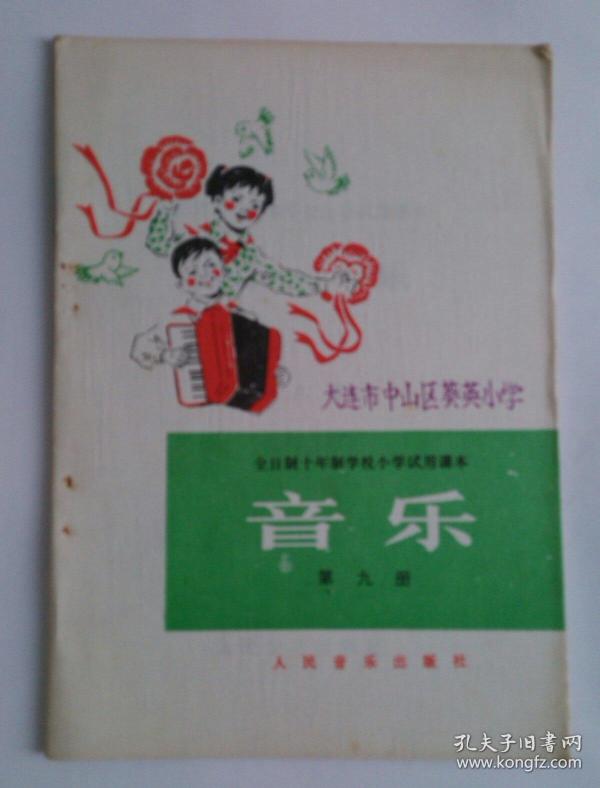 大连市中山区葵英小学
全日制十年制学校小学试用课本
音乐
第九册
人民音乐出版社
孔夫子旧书网
www.kongfz.com